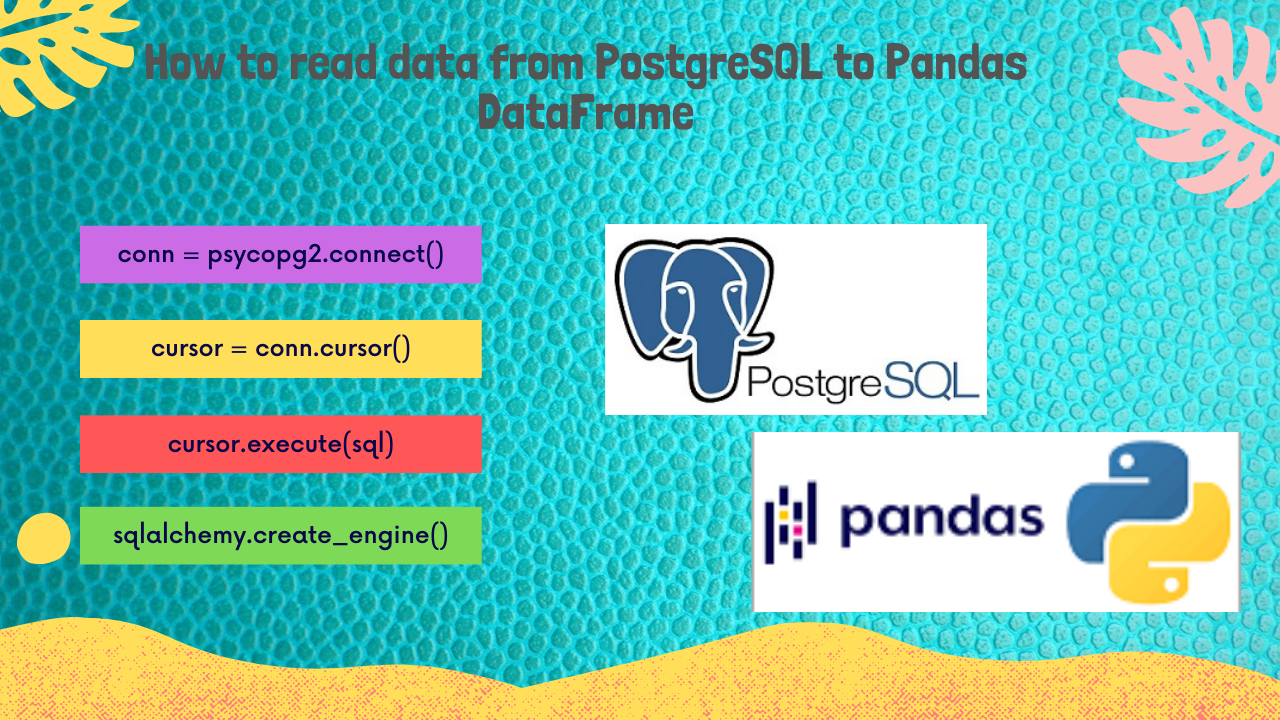 How to read data from PostgreSQL to Pandas
DataFrame
conn = psycopg2.connect()
cursor = conn.cursor()
cursor.execute(sql)
sqlalchemy.create_engine()
PostgreSQL
pandas